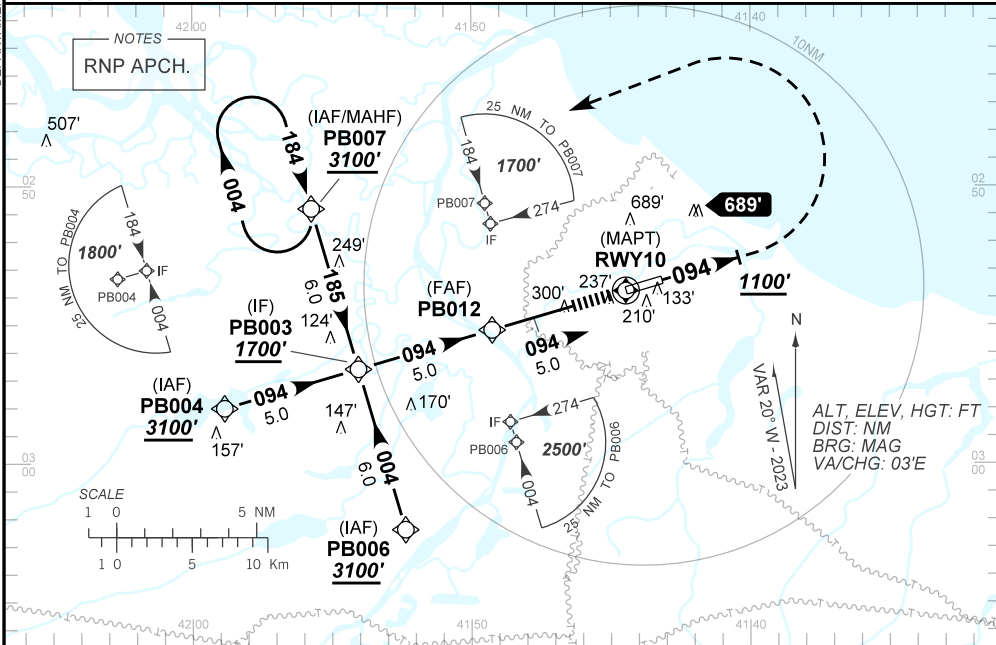 NOTES
RNP APCH.
42 00
41 50
41 40
10NM
507'
(IAF/MAHF)
PB007
3100'
184
004
25 NM TO PB007
184
1700'
PB007
274
IF
689'
689'
02
50
02
50
25 NM TO PB004
184
1800'
IF
PB004
004
249'
185
6.0
124'
(IF)
PB003
1700'
(FAF)
PB012
(MAPT)
RWY10
094
1100'
300'
237'
133'
210'
094
5.0
094
5.0
(IAF)
PB004
3100'
094
5.0
157'
147'
170'
004
6.0
(IAF)
PB006
3100'
IF
274
PB006
2500'
004
25 NM TO PB006
N
VAR 20° W - 2023
ALT, ELEV, HGT: FT
DIST: NM
BRG: MAG
VA/CHG: 03'E
03
00
03
00
SCALE
1 0 5 NM
1 0 5 10 Km
42 00
41 50
41 40